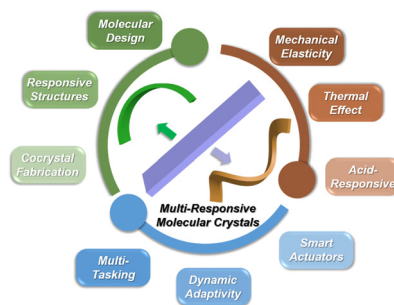 Molecular
Design
Mechanical
Elasticity
Responsive
Structures
Thermal
Effect
Cocrystal
Fabrication
Acid-
Responsive
Multi-Responsive
Molecular Crystals
Multi-
Tasking
Smart
Actuators
Dynamic
Adaptivity